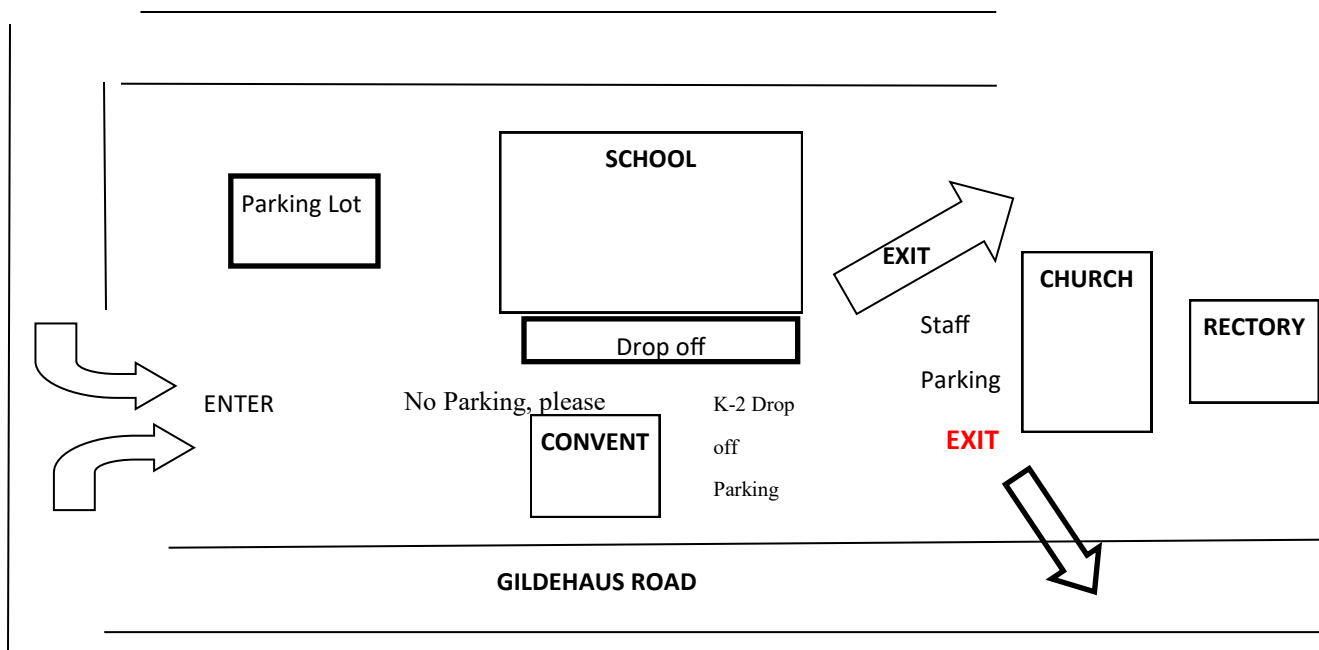 SCHOOL
Parking Lot
EXIT
CHURCH
RECTORY
Staff
Parking
Drop off
ENTER
No Parking, please
K-2 Drop
off
Parking
CONVENT
EXIT
GILDEHAUS ROAD